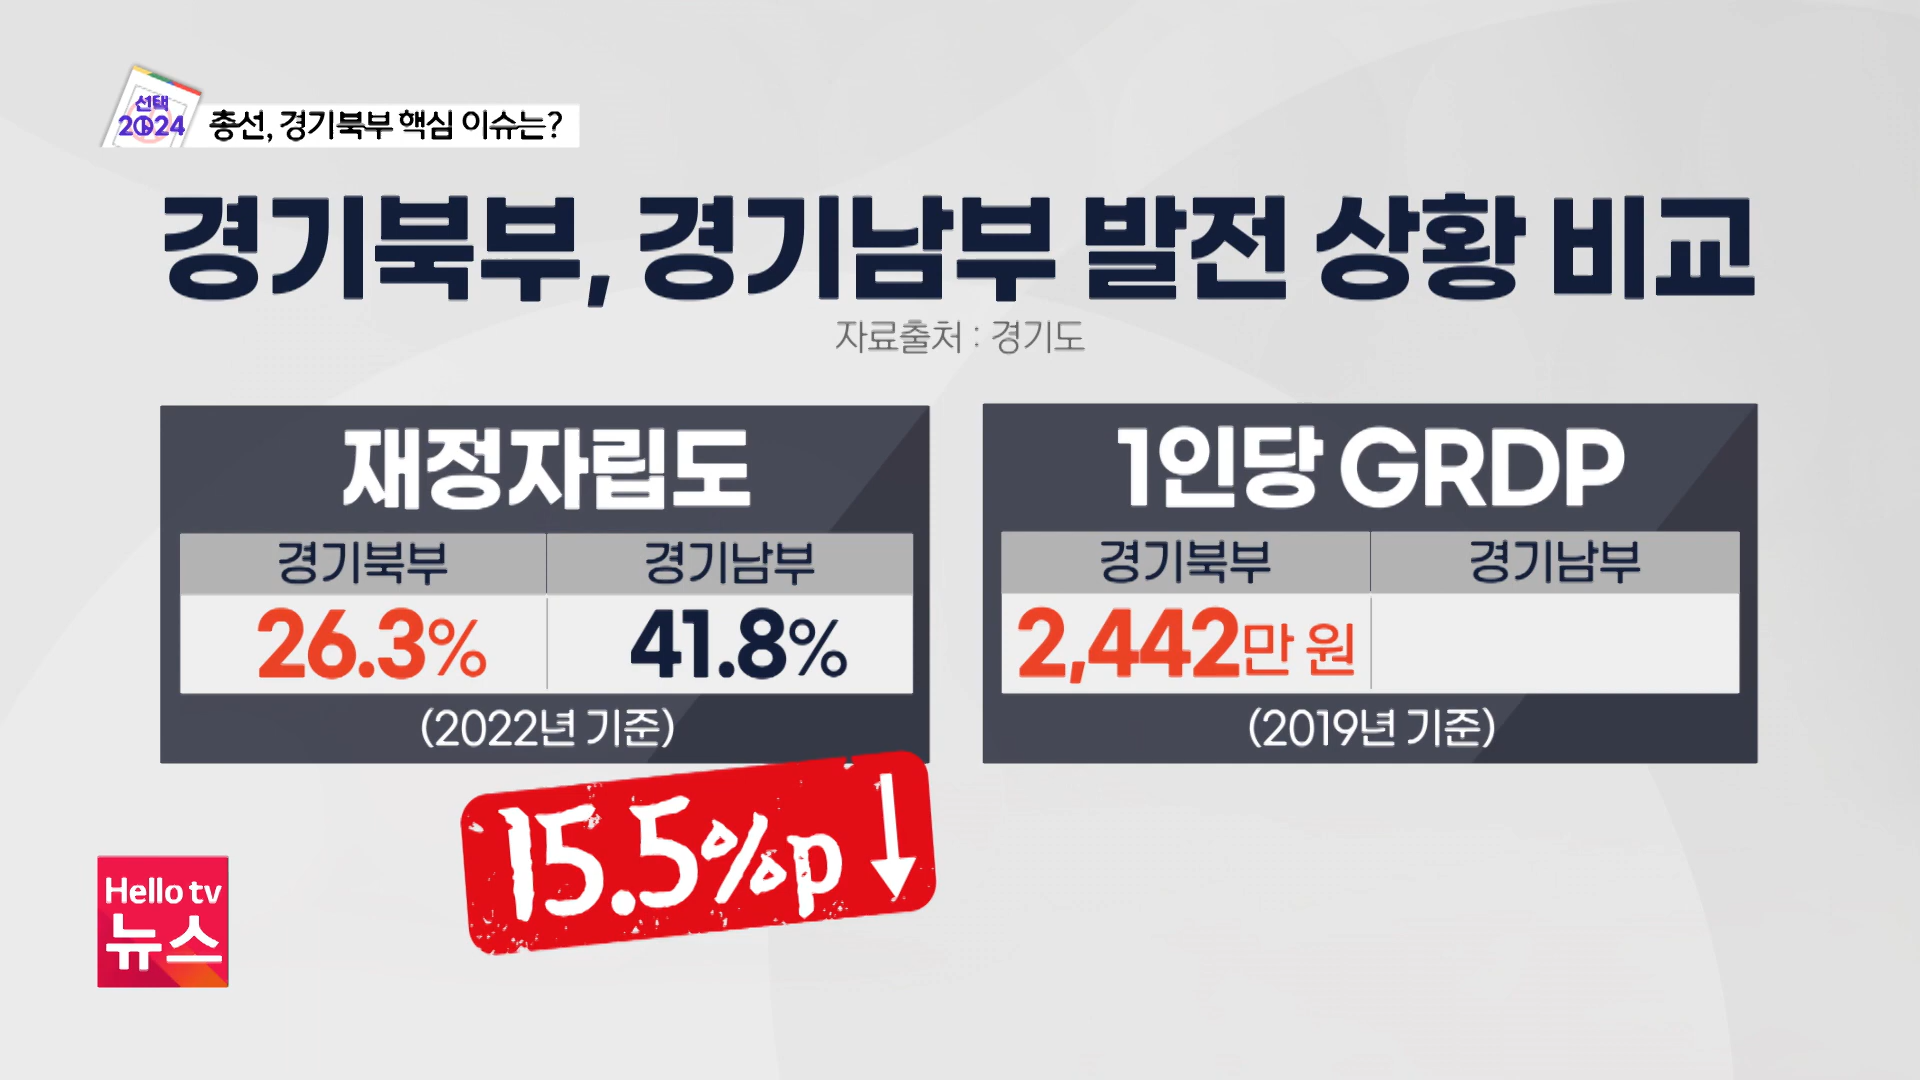 선택
2024
총선, 경기북부 핵심 이슈는?
경기북부, 경기남부 발전 상황 비교
자료출처 : 경기도
재정자립도
경기북부 경기남부
26.3% 41.8%
(2022년 기준)
15.5%p↓
1인당 GRDP
경기북부 경기남부
2,442만 원
(2019년 기준)
Hello tv
뉴스